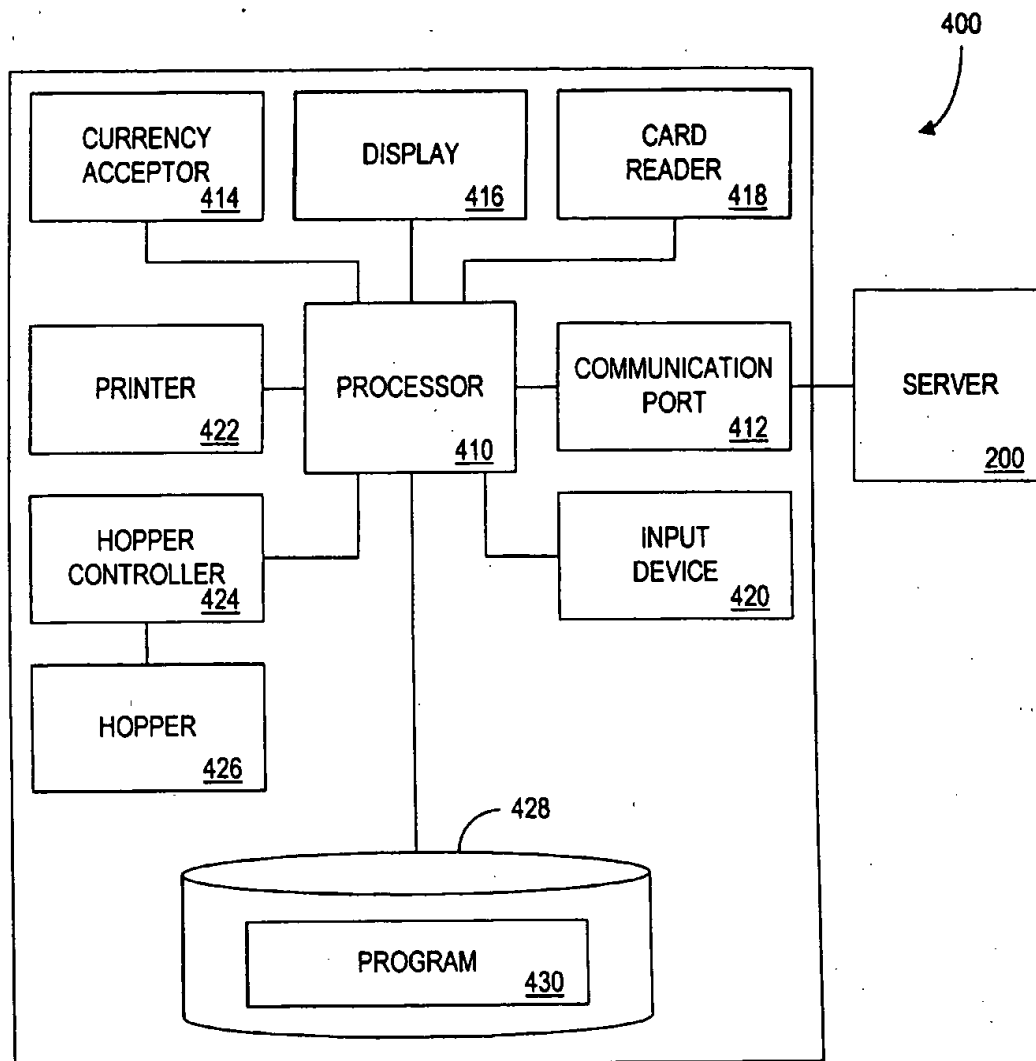 400
CURRENCY
ACCEPTOR
414
DISPLAY
416
CARD
READER
418
PRINTER
422
PROCESSOR
410
COMMUNICATION
PORT
412
SERVER
200
HOPPER
CONTROLLER
424
INPUT
DEVICE
420
HOPPER
426
428
PROGRAM
430